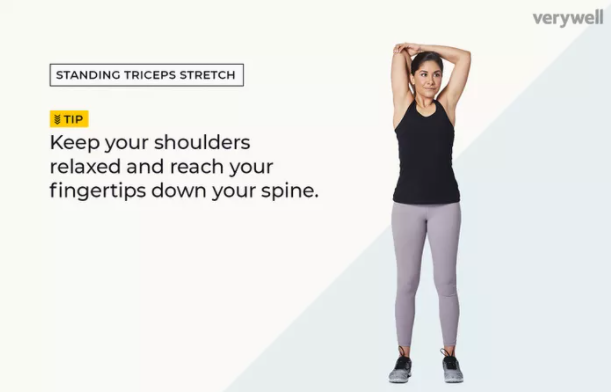 verywell
STANDING TRICEPS STRETCH
TIP
Keep your shoulders
relaxed and reach your
fingertips down your spine.